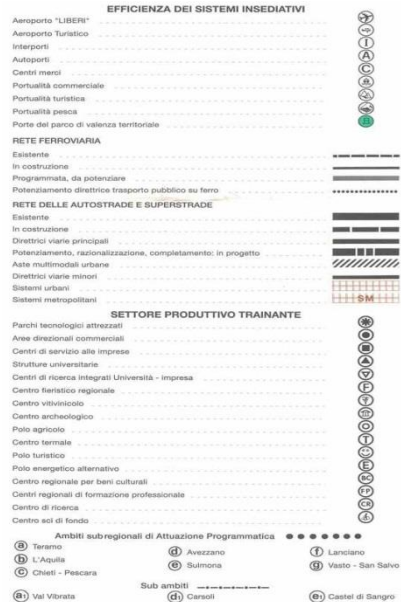 EFFICIENZA DEI SISTEMI INSEDIATIVI
Aeroporto "LIBERI"
Aeroporto Turistico
Interporti I
Autoporti A
Centri merci C
Portualità commerciale
Portualità turistica
Portualità pesca
Porte del parco di valenza territoriale B
RETE FERROVIARIA
Esistente
In costruzione
Programmata, da potenziare
Potenziamento direttrice trasporto pubblico su ferro
RETE DELLE AUTOSTRADE E SUPERSTRADE
Esistente
In costruzione
Direttrici viarie principali
Potenziamento, razionalizzazione, completamento: in progetto
Aste multimodali urbane
Direttrici viarie minori
Sistemi urbani
Sistemi metropolitani SM
SETTORE PRODUTTIVO TRAINANTE
Parchi tecnologici attrezzati
Aree direzionali commerciali
Centri di servizio alle imprese
Strutture universitarie
Centri di ricerca integrati Università - impresa
Centro fieristico regionale F
Centro vitivinicolo
Centro archeologico
Polo agricolo O
Centro termale T
Polo turistico
Polo energetico alternativo E
Centro regionale per beni culturali BC
Centri regionali di formazione professionale FP
Centro di ricerca CR
Centro sci di fondo
Ambiti subregionali di Attuazione Programmatica
a Teramo d Avezzano f Lanciano
b L'Aquila e Sulmona g Vasto - San Salvo
c Chieti - Pescara
Sub ambiti
a1 Val Vibrata d1 Carsoli e1 Castel di Sangro